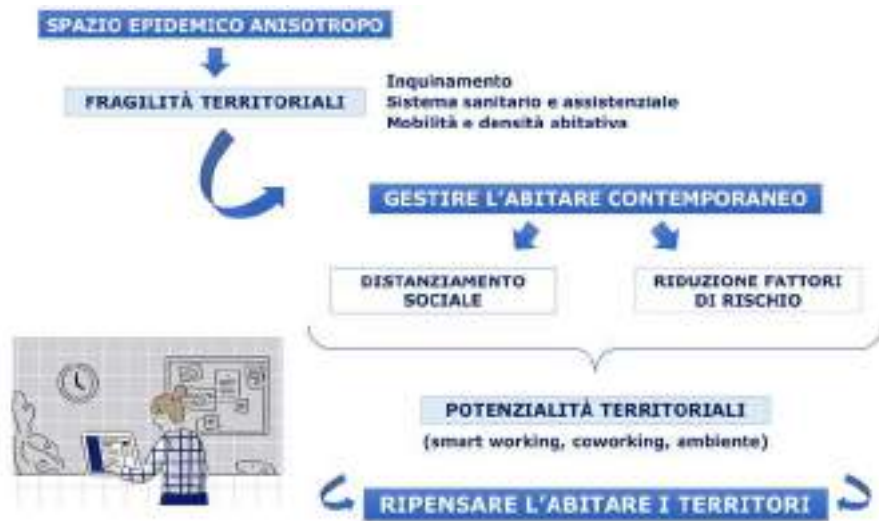 SPAZIO EPIDEMICO ANISOTROPO
FRAGILITÀ TERRITORIALI
Inquinamento
Sistema sanitario e assistenziale
Mobilità e densità abitativa
GESTIRE L'ABITARE CONTEMPORANEO
DISTANZIAMENTO
SOCIALE
RIDUZIONE FATTORI
DI RISCHIO
POTENZIALITÀ TERRITORIALI
(smart working, coworking, ambiente)
RIPENSARE L'ABITARE I TERRITORI